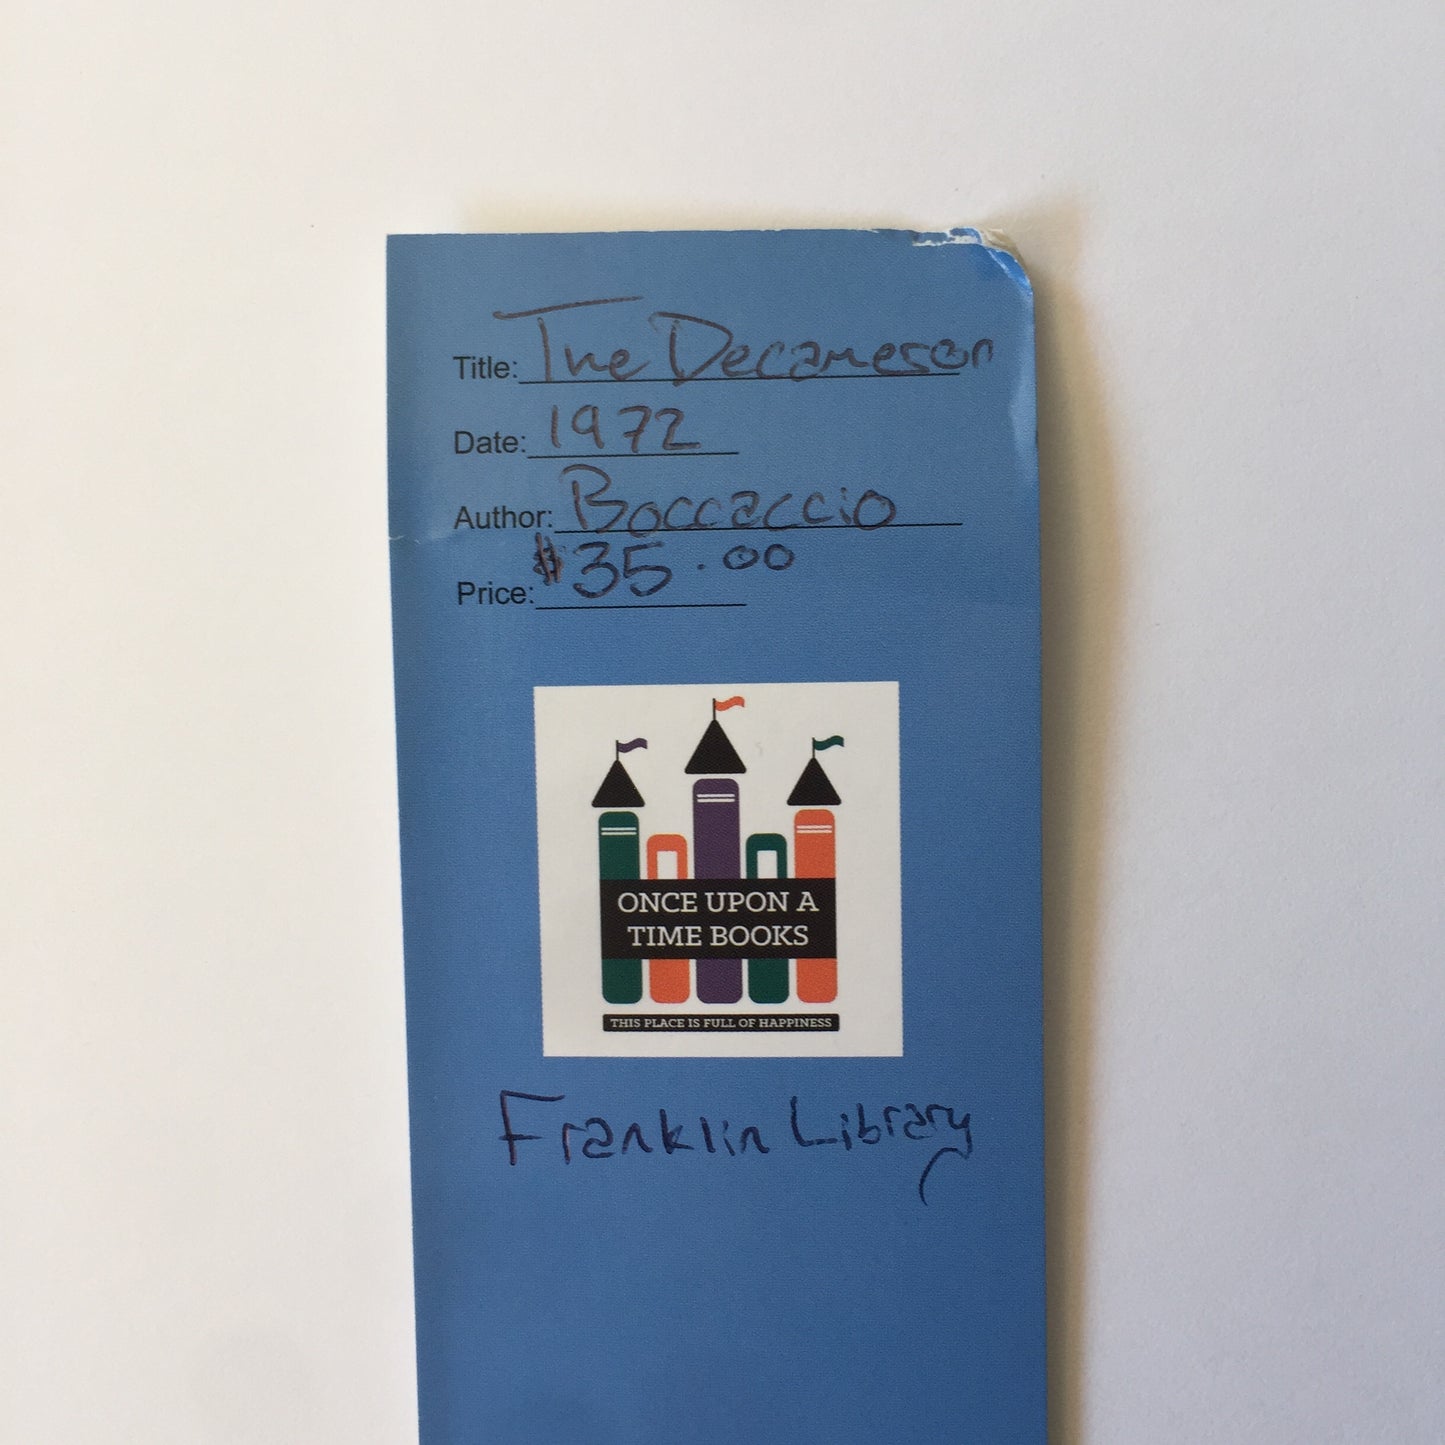 Title: The Decameron
Date: 1972
Author: Boccaccio
Price: $35.00
ONCE UPON A
TIME BOOKS
THIS PLACE IS FULL OF HAPPINESS
Franklin Library